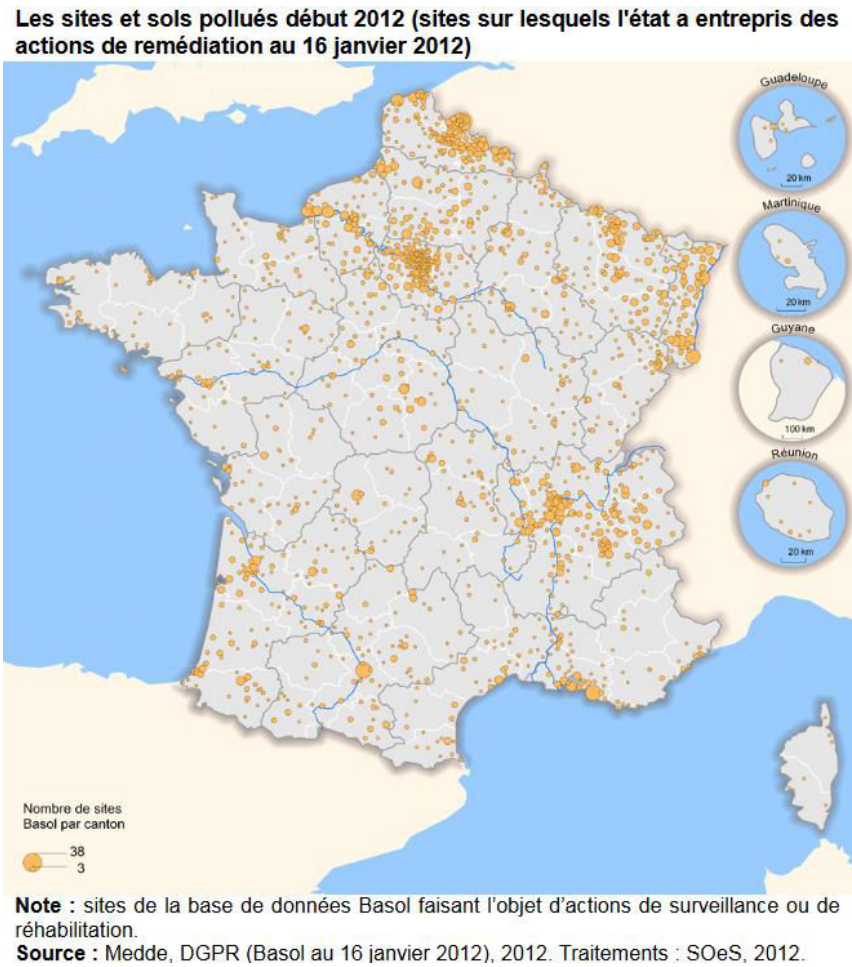 Les sites et sols pollués début 2012 (sites sur lesquels l'état a entrepris des
actions de remédiation au 16 janvier 2012)
Guadeloupe
20 km
Martinique
20 km
Guyane
100 km
Réunion
20 km
Nombre de sites
Basol par canton
38
3
Note : sites de la base de données Basol faisant l’objet d’actions de surveillance ou de
réhabilitation.
Source : Medde, DGPR (Basol au 16 janvier 2012), 2012. Traitements : SOeS, 2012.